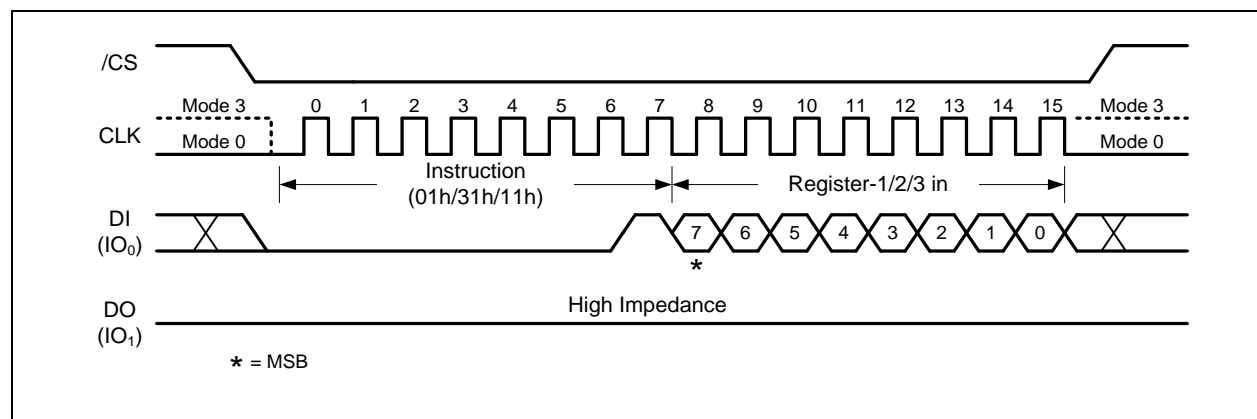 /CS
Mode 3 0 1 2 3 4 5 6 7 8 9 10 11 12 13 14 15 Mode 3
CLK
Mode 0 Mode 0
Instruction
(01h/31h/11h)
Register-1/2/3 in
DI
(IO₀)
7 6 5 4 3 2 1 0
*
High Impedance
DO
(IO₁)
* = MSB